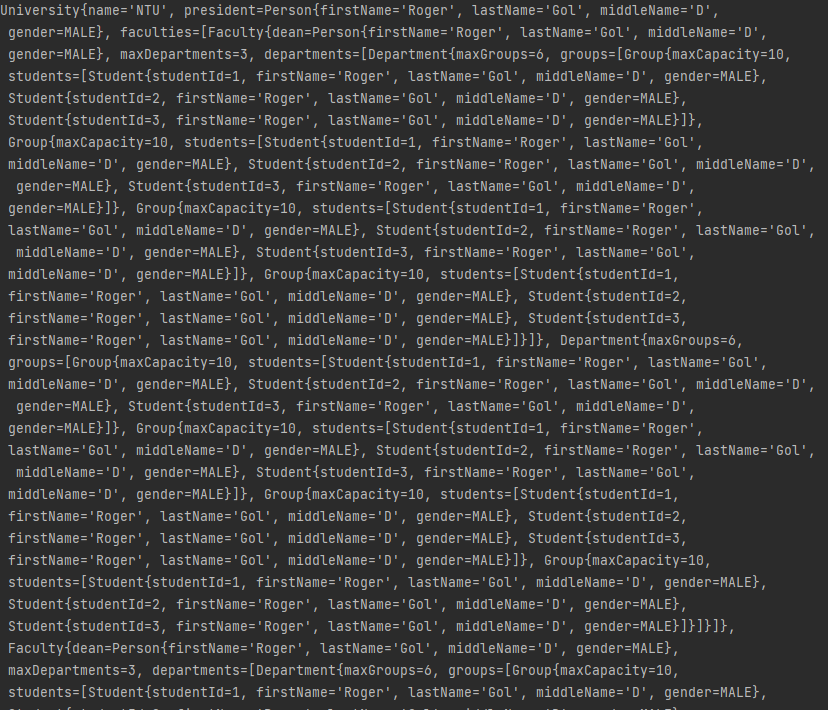 University{name='NTU', president=Person{firstName='Roger', lastName='Gol', middleName='D',
gender=MALE}, faculties=[Faculty{dean=Person{firstName='Roger', lastName='Gol', middleName='D',
gender=MALE}, maxDepartments=3, departments=[Department{maxGroups=6, groups=[Group{maxCapacity=10,
students=[Student{studentId=1, firstName='Roger', lastName='Gol', middleName='D', gender=MALE},
Student{studentId=2, firstName='Roger', lastName='Gol', middleName='D', gender=MALE},
Student{studentId=3, firstName='Roger', lastName='Gol', middleName='D', gender=MALE}]},
Group{maxCapacity=10, students=[Student{studentId=1, firstName='Roger', lastName='Gol',
middleName='D', gender=MALE}, Student{studentId=2, firstName='Roger', lastName='Gol', middleName='D',
gender=MALE}, Student{studentId=3, firstName='Roger', lastName='Gol', middleName='D',
gender=MALE}]}, Group{maxCapacity=10, students=[Student{studentId=1, firstName='Roger',
lastName='Gol', middleName='D', gender=MALE}, Student{studentId=2, firstName='Roger', lastName='Gol',
middleName='D', gender=MALE}, Student{studentId=3, firstName='Roger', lastName='Gol',
middleName='D', gender=MALE}]}, Group{maxCapacity=10, students=[Student{studentId=1,
firstName='Roger', lastName='Gol', middleName='D', gender=MALE}, Student{studentId=2,
firstName='Roger', lastName='Gol', middleName='D', gender=MALE}, Student{studentId=3,
firstName='Roger', lastName='Gol', middleName='D', gender=MALE}]}]}, Department{maxGroups=6,
groups=[Group{maxCapacity=10, students=[Student{studentId=1, firstName='Roger', lastName='Gol',
middleName='D', gender=MALE}, Student{studentId=2, firstName='Roger', lastName='Gol', middleName='D',
gender=MALE}, Student{studentId=3, firstName='Roger', lastName='Gol', middleName='D',
gender=MALE}]}, Group{maxCapacity=10, students=[Student{studentId=1, firstName='Roger',
lastName='Gol', middleName='D', gender=MALE}, Student{studentId=2, firstName='Roger', lastName='Gol',
middleName='D', gender=MALE}, Student{studentId=3, firstName='Roger', lastName='Gol',
middleName='D', gender=MALE}]}, Group{maxCapacity=10, students=[Student{studentId=1,
firstName='Roger', lastName='Gol', middleName='D', gender=MALE}, Student{studentId=2,
firstName='Roger', lastName='Gol', middleName='D', gender=MALE}, Student{studentId=3,
firstName='Roger', lastName='Gol', middleName='D', gender=MALE}]}, Group{maxCapacity=10,
students=[Student{studentId=1, firstName='Roger', lastName='Gol', middleName='D', gender=MALE},
Student{studentId=2, firstName='Roger', lastName='Gol', middleName='D', gender=MALE},
Student{studentId=3, firstName='Roger', lastName='Gol', middleName='D', gender=MALE}]}]}]},
Faculty{dean=Person{firstName='Roger', lastName='Gol', middleName='D', gender=MALE},
maxDepartments=3, departments=[Department{maxGroups=6, groups=[Group{maxCapacity=10,
students=[Student{studentId=1, firstName='Roger', lastName='Gol', middleName='D', gender=MALE},